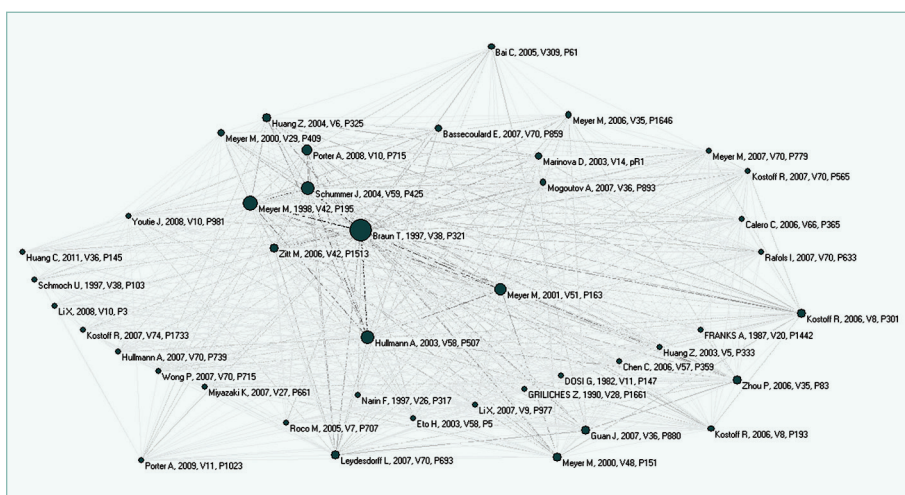 Bai C, 2005, V309, P61
Huang Z, 2004, V6, P325
Meyer M, 2006, V35, P1646
Meyer M, 2000, V29, P409
Bassecoulard E, 2007, V70, P859
Porter A, 2008, V10, P715
Marinova D, 2003, V14, pR1
Meyer M, 2007, V70, P779
Kostoff R, 2007, V70, P565
Mogoutov A, 2007, V36, P893
Schummer J, 2004, V59, P425
Meyer M, 1998, V42, P195
Youtie J, 2008, V10, P981
Calero C, 2006, V66, P365
Braun T, 1997, V38, P321
Zitt M, 2006, V42, P1513
Huang C, 2011, V36, P145
Rafols I, 2007, V70, P633
Schmoch U, 1997, V38, P103
Meyer M, 2001, V51, P163
Li X, 2008, V10, P3
Kostoff R, 2006, V8, P301
Kostoff R, 2007, V74, P1733
FRANKS A, 1987, V20, P1442
Hullmann A, 2003, V58, P507
Huang Z, 2003, V5, P333
Hullmann A, 2007, V70, P739
Chen C, 2006, V57, P359
Wong P, 2007, V70, P715
DOSI G, 1982, V11, P147
Zhou P, 2006, V35, P83
Miyazaki K, 2007, V27, P661
GRILICHES Z, 1990, V28, P1661
Narin F, 1997, V26, P317
Li X, 2007, V9, P977
Eto H, 2003, V58, P5
Roco M, 2005, V7, P707
Guan J, 2007, V36, P880
Kostoff R, 2006, V8, P193
Leydesdorff L, 2007, V70, P693
Meyer M, 2000, V48, P151
Porter A, 2009, V11, P1023